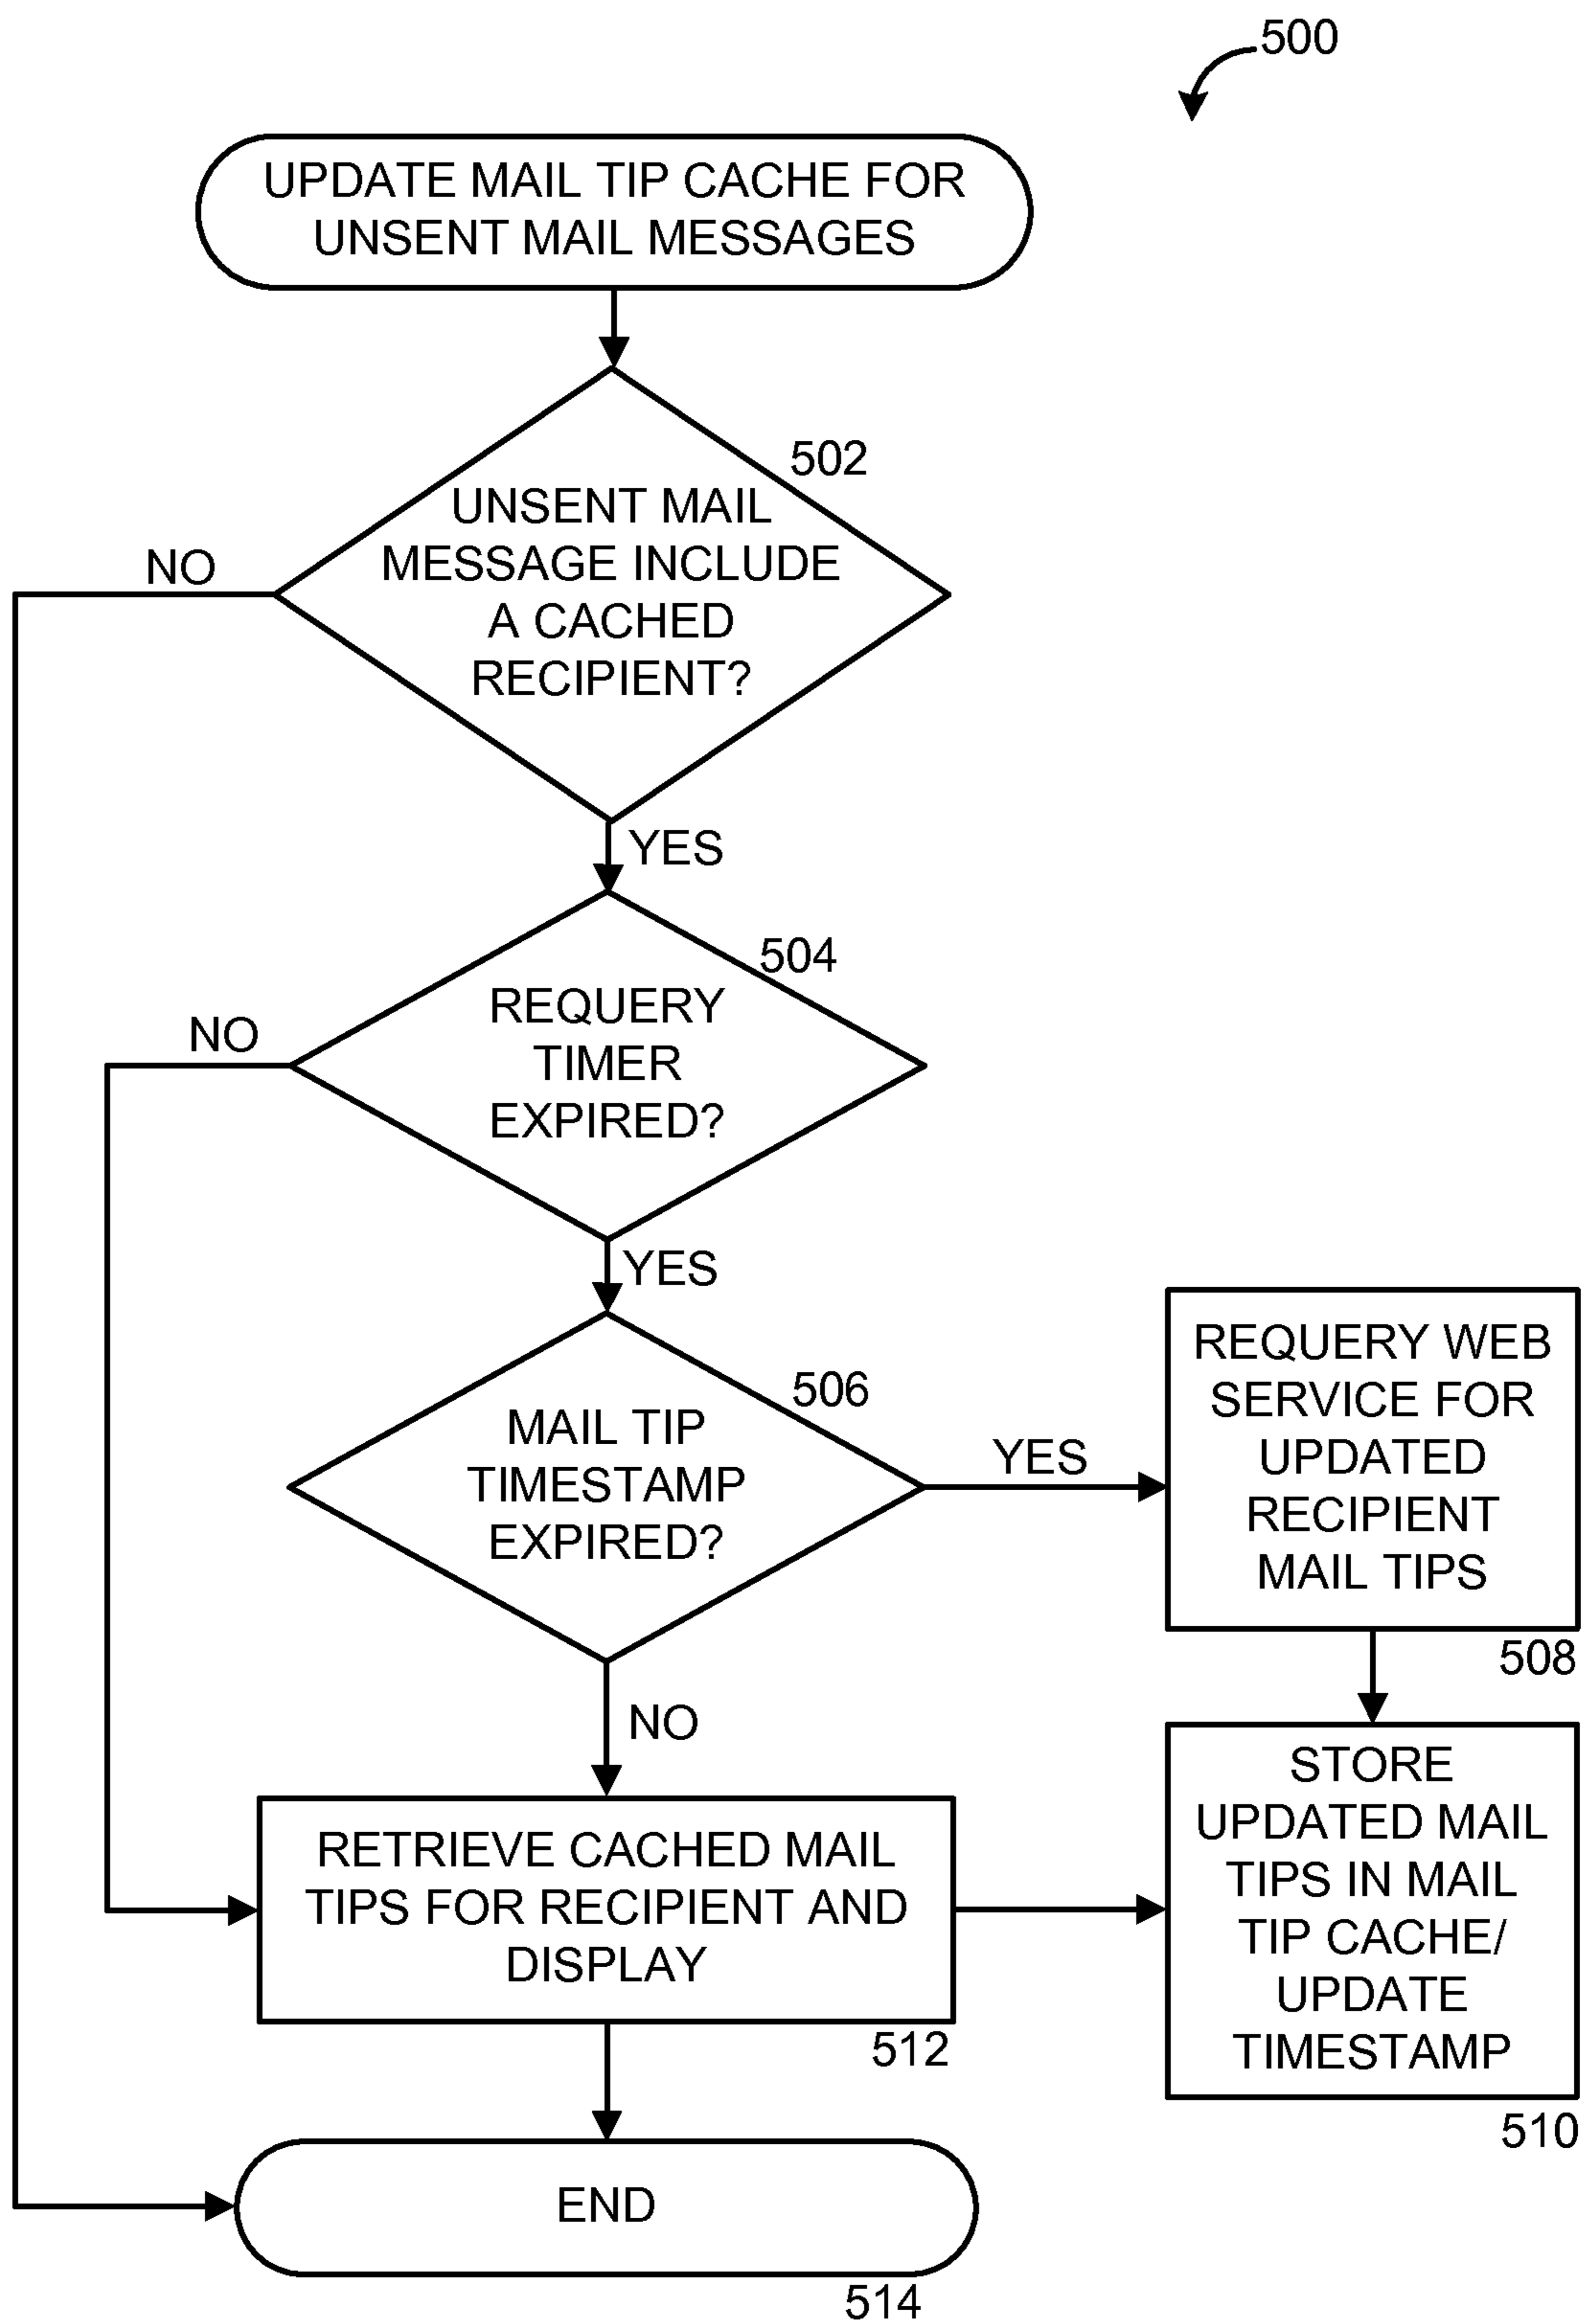 500
UPDATE MAIL TIP CACHE FOR
UNSENT MAIL MESSAGES
502
UNSENT MAIL
MESSAGE INCLUDE
A CACHED
RECIPIENT?
NO
YES
504
REQUERY
TIMER
EXPIRED?
NO
YES
506
MAIL TIP
TIMESTAMP
EXPIRED?
YES
NO
REQUERY WEB
SERVICE FOR
UPDATED
RECIPIENT
MAIL TIPS
508
STORE
UPDATED MAIL
TIPS IN MAIL
TIP CACHE/
UPDATE
TIMESTAMP
510
RETRIEVE CACHED MAIL
TIPS FOR RECIPIENT AND
DISPLAY
512
END
514